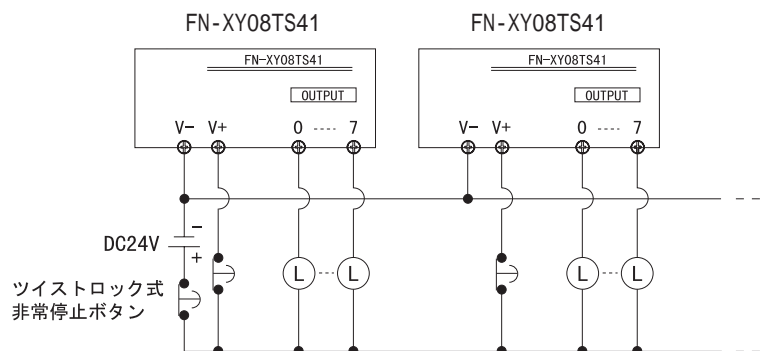 FN-XY08TS41 FN-XY08TS41
FN-XY08TS41 FN-XY08TS41
OUTPUT OUTPUT
V- V+ 0 ---- 7 V- V+ 0 ---- 7
-
DC24V
+
L L L L
ツイストロック式
非常停止ボタン